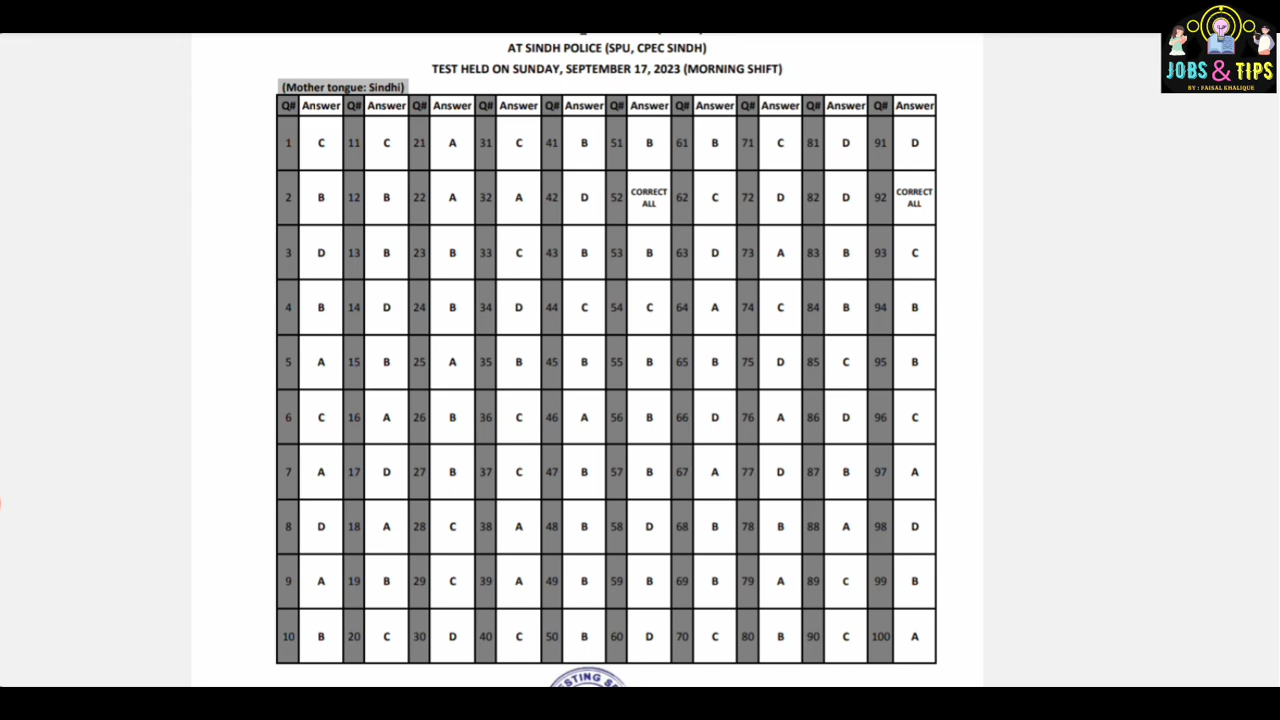 AT SINDH POLICE (SPU, CPEC SINDH)
TEST HELD ON SUNDAY, SEPTEMBER 17, 2023 (MORNING SHIFT)
(Mother tongue: Sindhi)
Q# Answer Q# Answer Q# Answer Q# Answer Q# Answer Q# Answer Q# Answer Q# Answer Q# Answer Q# Answer
1 C 11 C 21 A 31 C 41 B 51 B 61 B 71 C 81 D 91 D
2 B 12 B 22 A 32 A 42 D 52 CORRECT ALL 62 C 72 D 82 D 92 CORRECT ALL
3 D 13 B 23 B 33 C 43 B 53 B 63 D 73 A 83 B 93 C
4 B 14 D 24 B 34 D 44 C 54 C 64 A 74 C 84 B 94 B
5 A 15 B 25 A 35 B 45 B 55 B 65 B 75 D 85 C 95 B
6 C 16 A 26 B 36 C 46 A 56 B 66 D 76 A 86 D 96 C
7 A 17 D 27 B 37 C 47 B 57 B 67 A 77 D 87 B 97 A
8 D 18 A 28 C 38 A 48 B 58 D 68 B 78 B 88 A 98 D
9 A 19 B 29 C 39 A 49 B 59 B 69 B 79 A 89 C 99 B
10 B 20 C 30 D 40 C 50 B 60 D 70 C 80 B 90 C 100 A
JOBS & TIPS
BY : FAISAL KHALIQUE